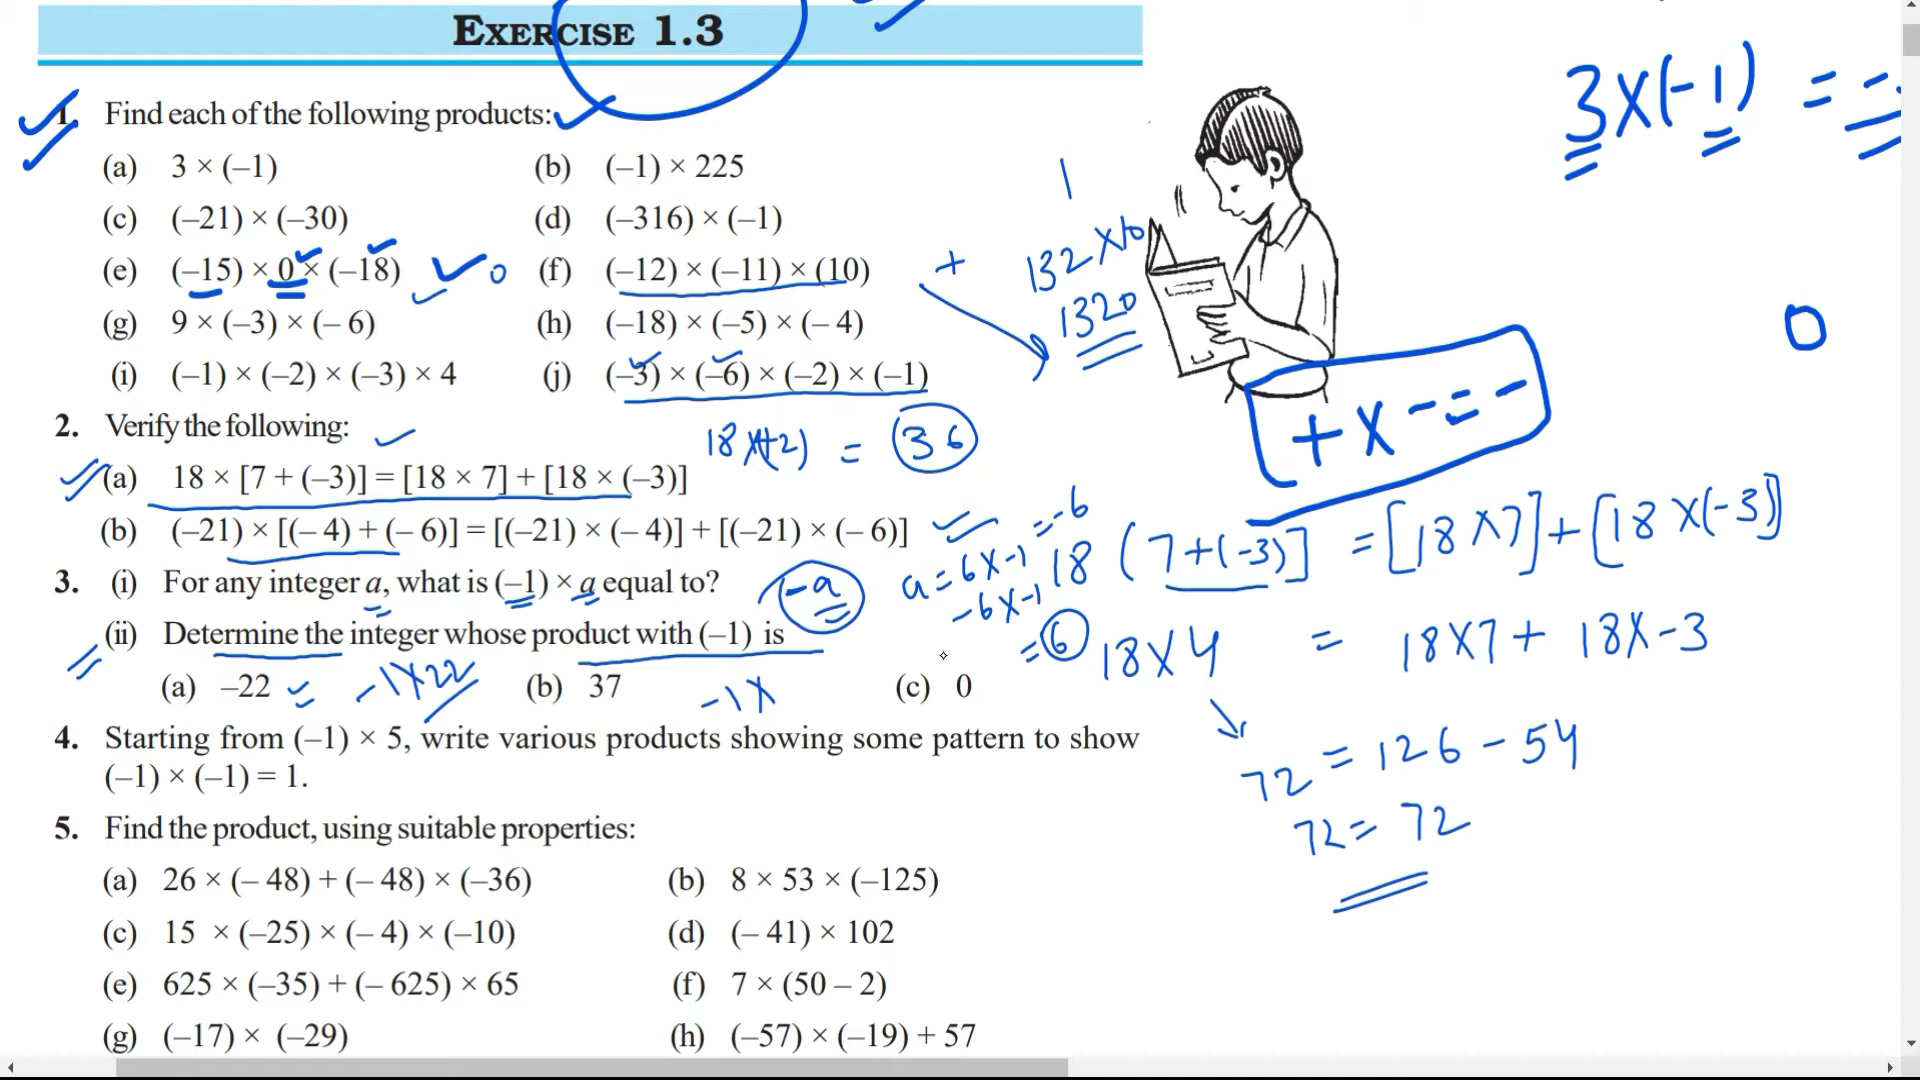 EXERCISE 1.3
1. Find each of the following products:
(a) 3 × (–1) (b) (–1) × 225
(c) (–21) × (–30) (d) (–316) × (–1)
(e) (–15) × 0 × (–18) 0 (f) (–12) × (–11) × (10)
(g) 9 × (–3) × (– 6) (h) (–18) × (–5) × (– 4)
(i) (–1) × (–2) × (–3) × 4 (j) (–3) × (–6) × (–2) × (–1)
2. Verify the following:
(a) 18 × [7 + (–3)] = [18 × 7] + [18 × (–3)]
(b) (–21) × [(– 4) + (– 6)] = [(–21) × (– 4)] + [(–21) × (– 6)]
3. (i) For any integer a, what is (–1) × a equal to? -a
(ii) Determine the integer whose product with (–1) is
(a) –22 -1×22 (b) 37 -1× (c) 0
4. Starting from (–1) × 5, write various products showing some pattern to show
(–1) × (–1) = 1.
5. Find the product, using suitable properties:
(a) 26 × (– 48) + (– 48) × (–36) (b) 8 × 53 × (–125)
(c) 15 × (–25) × (– 4) × (–10) (d) (– 41) × 102
(e) 625 × (–35) + (– 625) × 65 (f) 7 × (50 – 2)
(g) (–17) × (–29) (h) (–57) × (–19) + 57
3×(-1) = -
+
1
132×10
1320
0
+ × - = -
= 36
a = 6×-1 = -6
-6×-1
= 6
18 (7+(-3)] = [18×7]+[18×(-3)]
18×4 = 18×7+ 18×-3
72 = 126-54
72 = 72